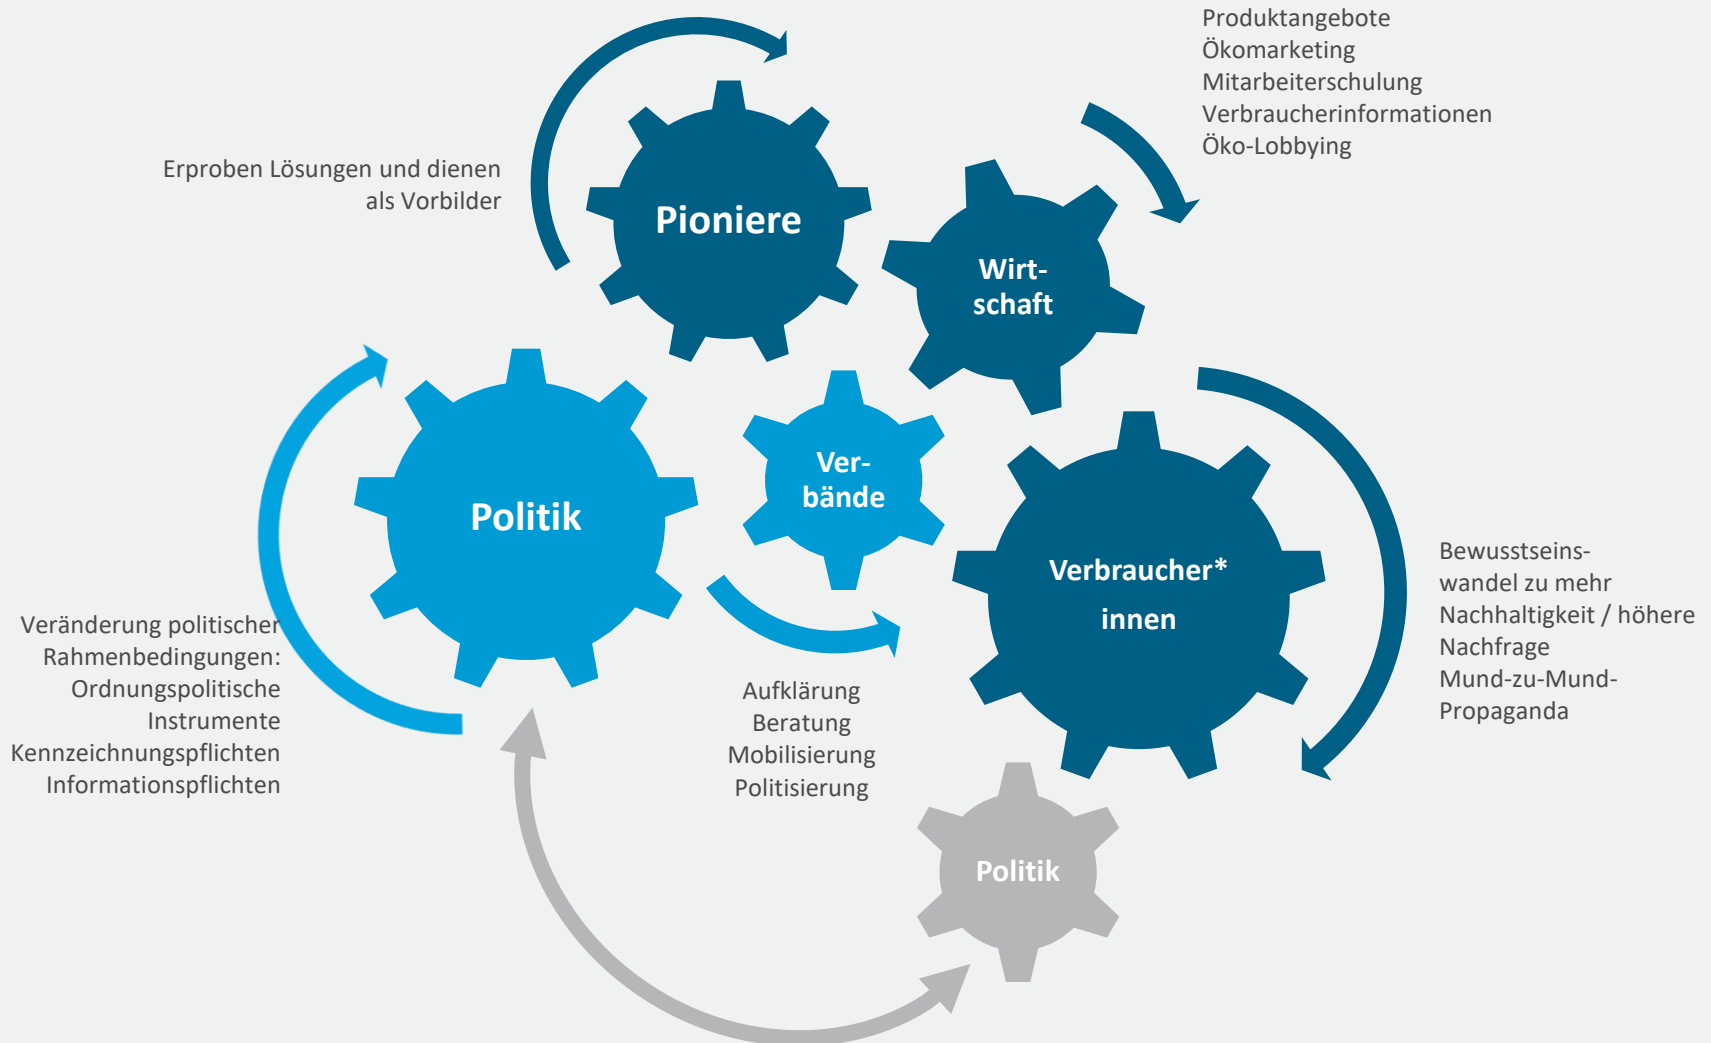 Produktangebote
Ökomarketing
Mitarbeiterschulung
Verbraucherinformationen
Öko-Lobbying
Erproben Lösungen und dienen
als Vorbilder
Pioniere
Wirt-
schaft
Politik
Ver-
bände
Verbraucher*
innen
Bewusstseins-
wandel zu mehr
Nachhaltigkeit / höhere
Nachfrage
Mund-zu-Mund-
Propaganda
Veränderung politischer
Rahmenbedingungen:
Ordnungspolitische
Instrumente
Kennzeichnungspflichten
Informationspflichten
Aufklärung
Beratung
Mobilisierung
Politisierung
Politik